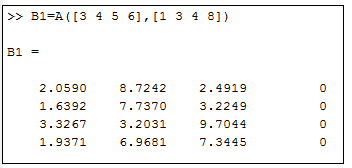 >> B1=A([3 4 5 6],[1 3 4 8])
B1 =
2.0590 8.7242 2.4919 0
1.6392 7.7370 3.2249 0
3.3267 3.2031 9.7044 0
1.9371 6.9681 7.3445 0